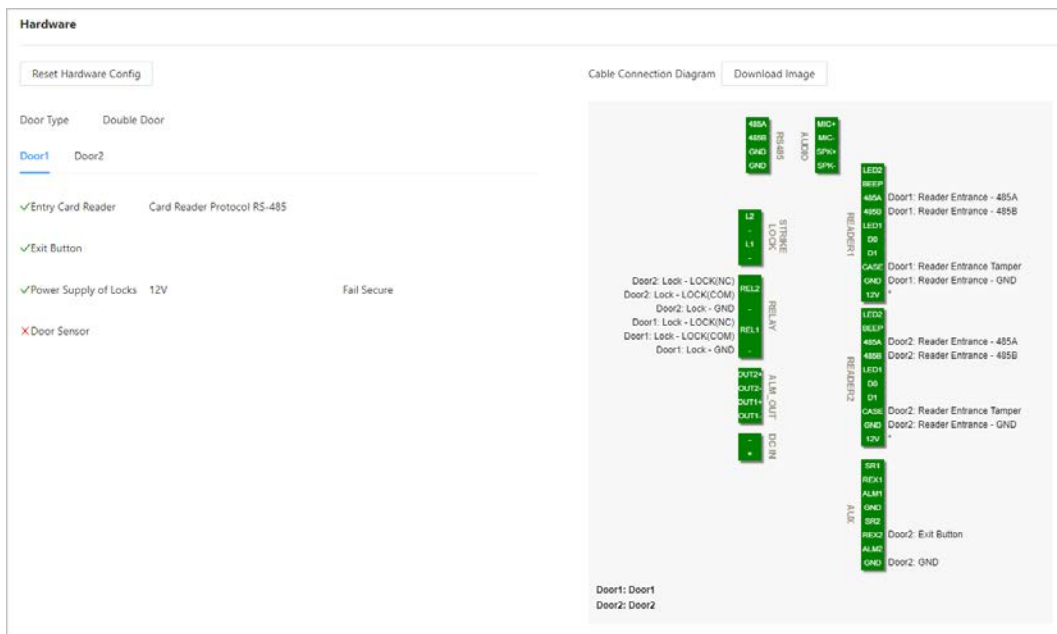 Hardware
Reset Hardware Config
Cable Connection Diagram Download Image
Door Type Double Door
Door1 Door2
Entry Card Reader Card Reader Protocol RS-485
Exit Button
Power Supply of Locks 12V Fail Secure
Door Sensor
485A
485B
GND
GND
RS485
MIC+
MIC-
SPK+
SPK-
AUDIO
L2
-
L1
-
STRIKE LOCK
Door2: Lock - LOCK(NC)
Door2: Lock - LOCK(COM)
Door2: Lock - GND
Door1: Lock - LOCK(NC)
Door1: Lock - LOCK(COM)
Door1: Lock - GND
REL2
-
REL1
-
RELAY
OUT2+
OUT2-
OUT1+
OUT1-
ALM_OUT
-
+
DC IN
READER1
LED2
BEEP
485A Door1: Reader Entrance - 485A
485B Door1: Reader Entrance - 485B
LED1
D0
D1
CASE Door1: Reader Entrance Tamper
GND Door1: Reader Entrance - GND
12V *
READER2
LED2
BEEP
485A Door2: Reader Entrance - 485A
485B Door2: Reader Entrance - 485B
LED1
D0
D1
CASE Door2: Reader Entrance Tamper
GND Door2: Reader Entrance - GND
12V *
AUX
SR1
REX1
ALM1
GND
SR2
REX2 Door2: Exit Button
ALM2
GND Door2: GND
Door1: Door1
Door2: Door2